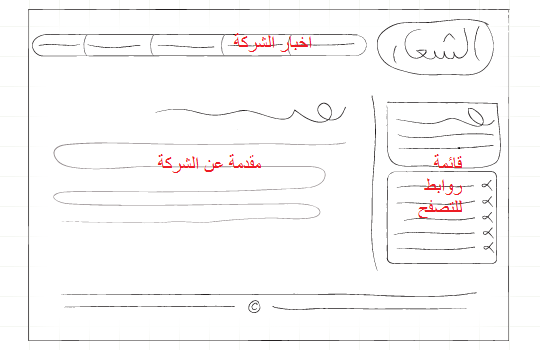 الشعار
اخبار الشركة
مقدمة عن الشركة
قائمة
روابط
للتصفح
©